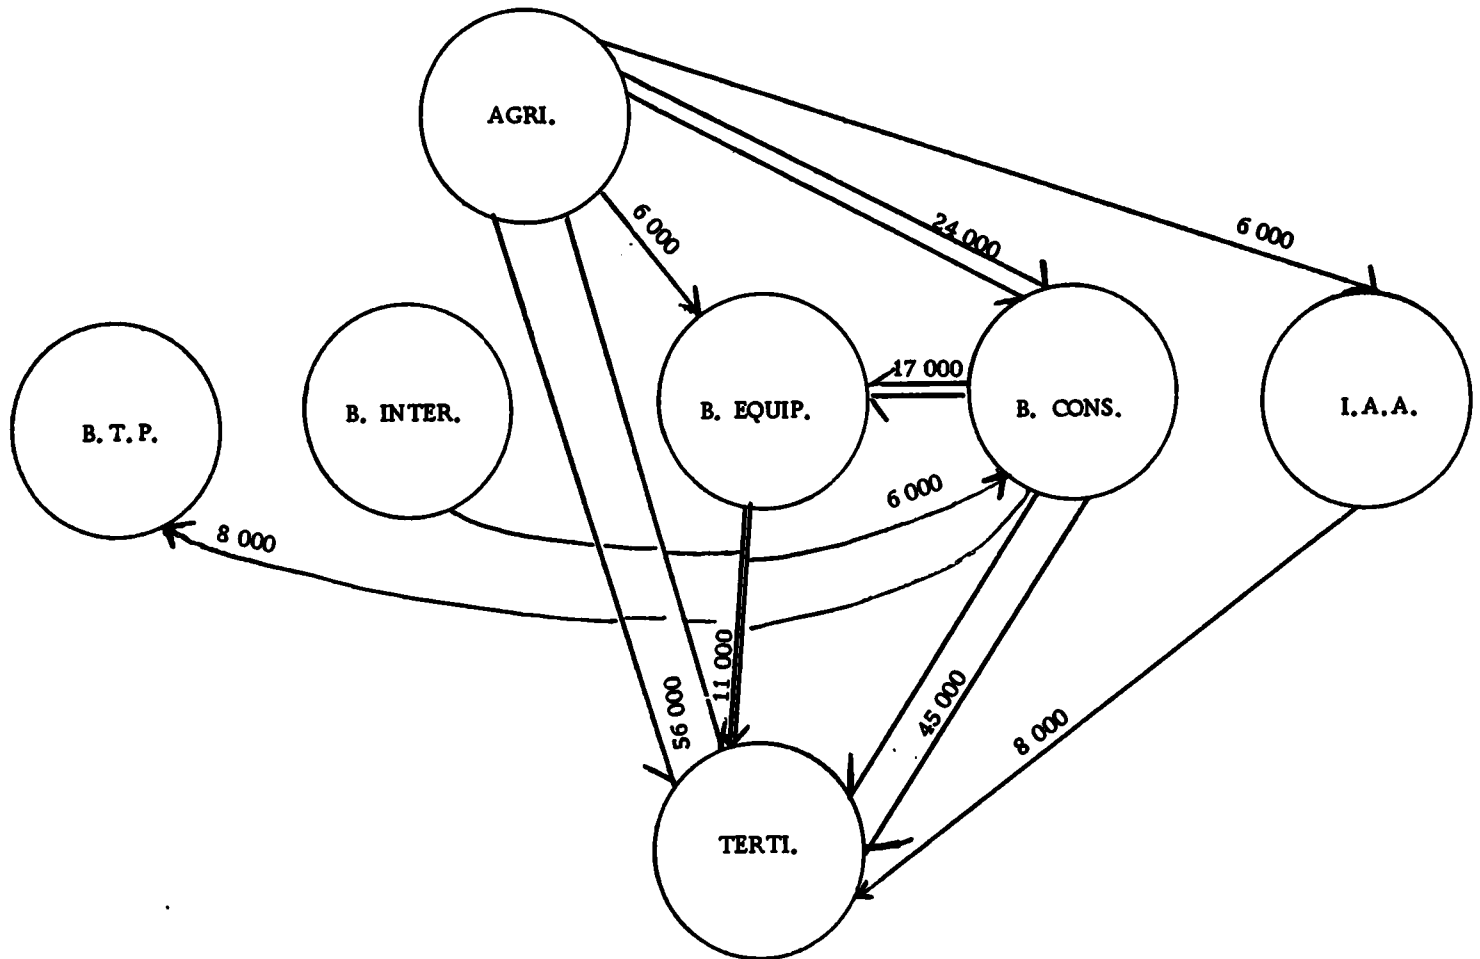 AGRI.
6 000
24 000
6 000
17 000
B. T. P.
B. INTER.
B. EQUIP.
B. CONS.
I. A. A.
6 000
8 000
56 000
11 000
45 000
8 000
TERTI.